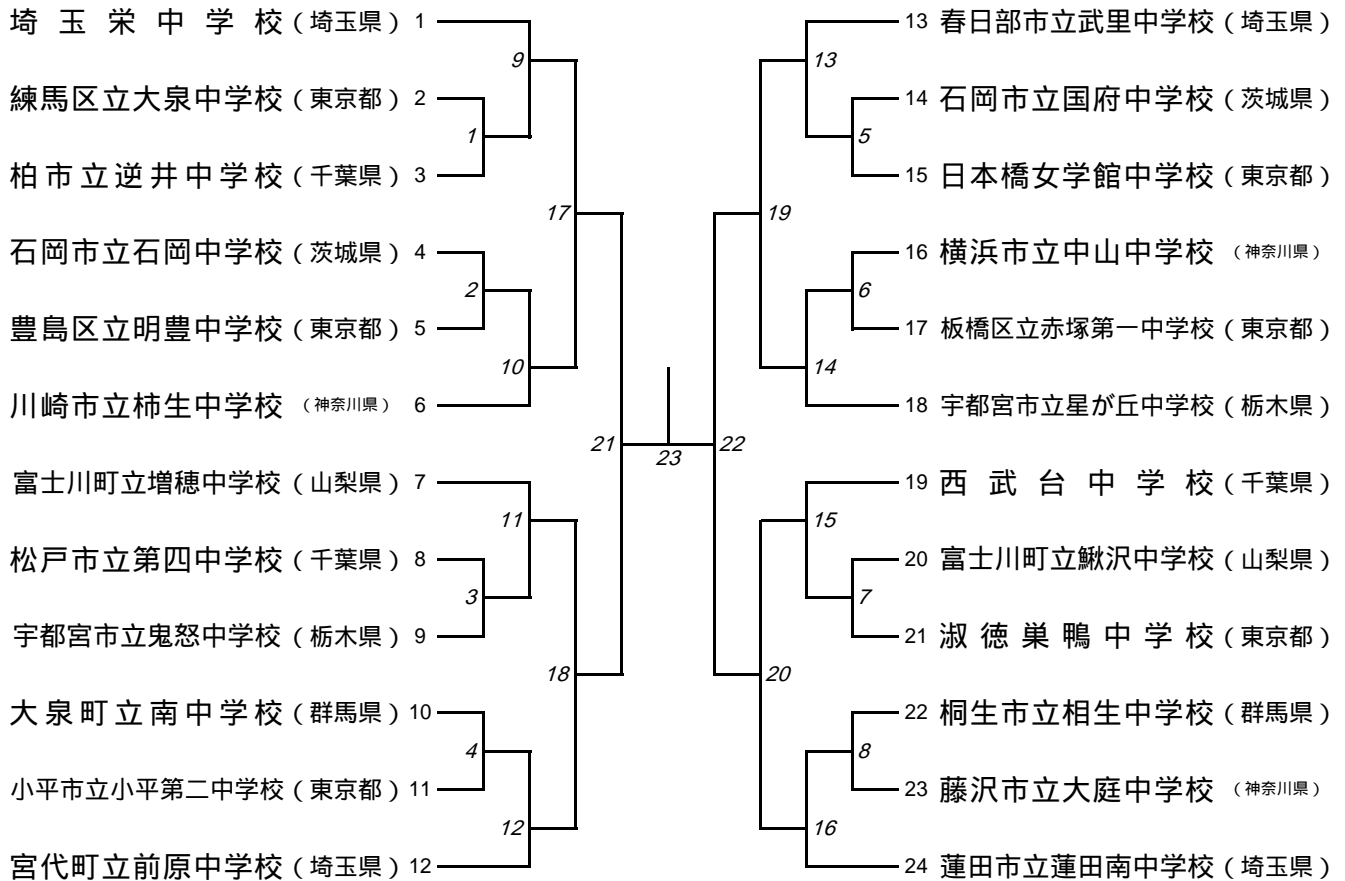 埼玉栄中学校（埼玉県） 1
9
練馬区立大泉中学校（東京都） 2
1
柏市立逆井中学校（千葉県） 3
17
石岡市立石岡中学校（茨城県） 4
2
豊島区立明豊中学校（東京都） 5
10
川崎市立柿生中学校（神奈川県） 6
21
富士川町立増穂中学校（山梨県） 7
11
松戸市立第四中学校（千葉県） 8
3
宇都宮市立鬼怒中学校（栃木県） 9
18
大泉町立南中学校（群馬県） 10
4
小平市立小平第二中学校（東京都） 11
12
宮代町立前原中学校（埼玉県） 12
23
13 春日部市立武里中学校（埼玉県）
13
14 石岡市立国府中学校（茨城県）
5
15 日本橋女学館中学校（東京都）
19
16 横浜市立中山中学校（神奈川県）
6
17 板橋区立赤塚第一中学校（東京都）
14
18 宇都宮市立星が丘中学校（栃木県）
22
19 西武台中学校（千葉県）
15
20 富士川町立鰍沢中学校（山梨県）
7
21 淑徳巣鴨中学校（東京都）
20
22 桐生市立相生中学校（群馬県）
8
23 藤沢市立大庭中学校（神奈川県）
16
24 蓮田市立蓮田南中学校（埼玉県）